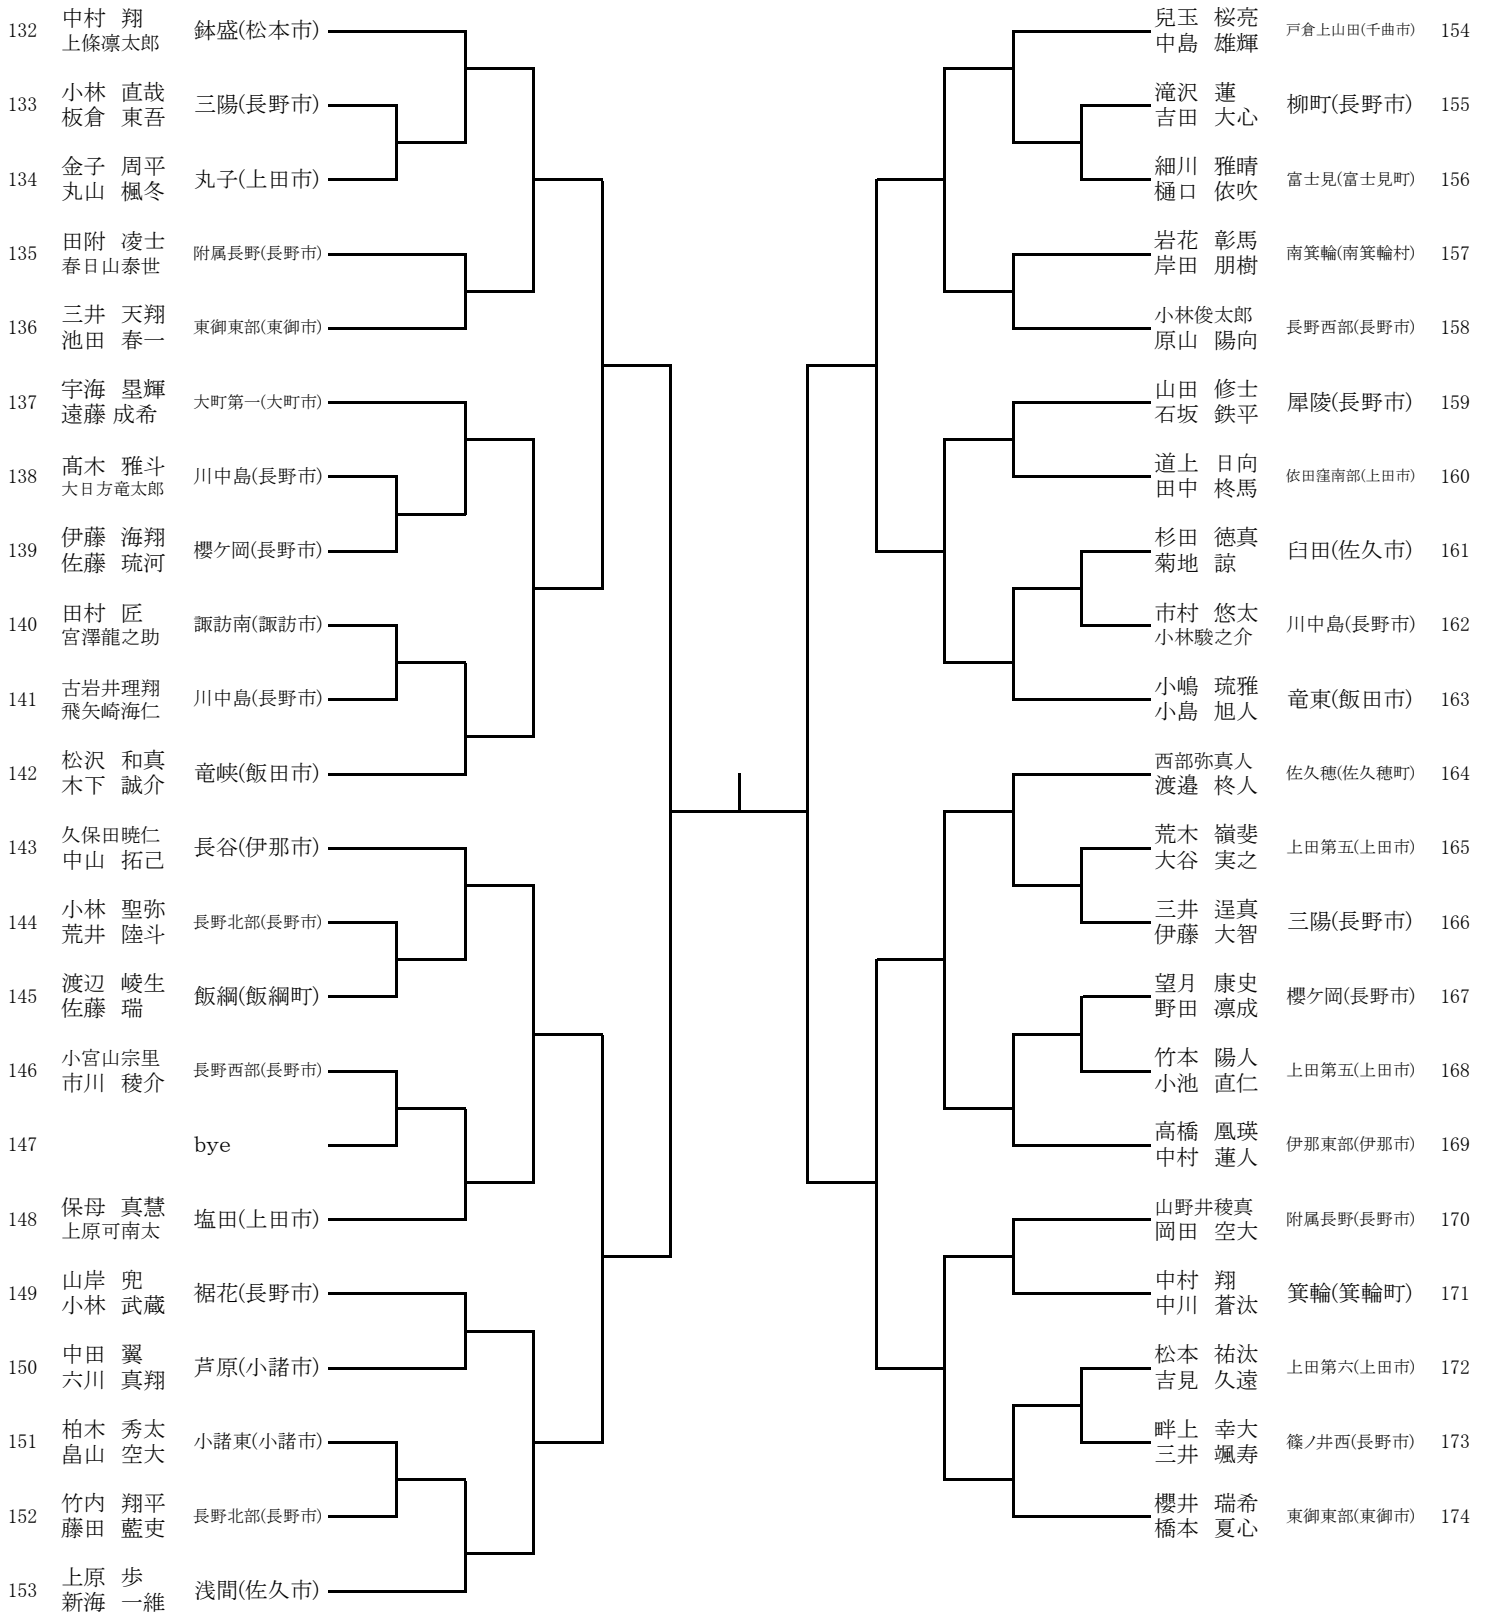 132 中村 翔 鉢盛(松本市)
上條凛太郎
133 小林 直哉 三陽(長野市)
板倉 東吾
134 金子 周平 丸子(上田市)
丸山 楓冬
135 田附 凌士 附属長野(長野市)
春日山泰世
136 三井 天翔 東御東部(東御市)
池田 春一
137 宇海 塁輝 大町第一(大町市)
遠藤 成希
138 髙木 雅斗 川中島(長野市)
大日方竜太郎
139 伊藤 海翔 櫻ケ岡(長野市)
佐藤 琉河
140 田村 匠 諏訪南(諏訪市)
宮澤龍之助
141 古岩井理翔 川中島(長野市)
飛矢崎海仁
142 松沢 和真 竜峡(飯田市)
木下 誠介
143 久保田暁仁 長谷(伊那市)
中山 拓己
144 小林 聖弥 長野北部(長野市)
荒井 陸斗
145 渡辺 崚生 飯綱(飯綱町)
佐藤 瑞
146 小宮山宗里 長野西部(長野市)
市川 稜介
147 bye
148 保母 真慧 塩田(上田市)
上原可南太
149 山岸 兜 裾花(長野市)
小林 武蔵
150 中田 翼 芦原(小諸市)
六川 真翔
151 柏木 秀太 小諸東(小諸市)
畠山 空大
152 竹内 翔平 長野北部(長野市)
藤田 藍吏
153 上原 歩 浅間(佐久市)
新海 一維
兒玉 桜亮 戸倉上山田(千曲市) 154
中島 雄輝
滝沢 蓮 柳町(長野市) 155
吉田 大心
細川 雅晴 富士見(富士見町) 156
樋口 依吹
岩花 彰馬 南箕輪(南箕輪村) 157
岸田 朋樹
小林俊太郎 長野西部(長野市) 158
原山 陽向
山田 修士 犀陵(長野市) 159
石坂 鉄平
道上 日向 依田窪南部(上田市) 160
田中 柊馬
杉田 徳真 臼田(佐久市) 161
菊地 諒
市村 悠太 川中島(長野市) 162
小林駿之介
小嶋 琉雅 竜東(飯田市) 163
小島 旭人
西部弥真人 佐久穂(佐久穂町) 164
渡邉 柊人
荒木 嶺斐 上田第五(上田市) 165
大谷 実之
三井 逞真 三陽(長野市) 166
伊藤 大智
望月 康史 櫻ケ岡(長野市) 167
野田 凛成
竹本 陽人 上田第五(上田市) 168
小池 直仁
高橋 凰瑛 伊那東部(伊那市) 169
中村 蓮人
山野井稜真 附属長野(長野市) 170
岡田 空大
中村 翔 箕輪(箕輪町) 171
中川 蒼汰
松本 祐汰 上田第六(上田市) 172
吉見 久遠
畔上 幸大 篠ノ井西(長野市) 173
三井 颯寿
櫻井 瑞希 東御東部(東御市) 174
橋本 夏心